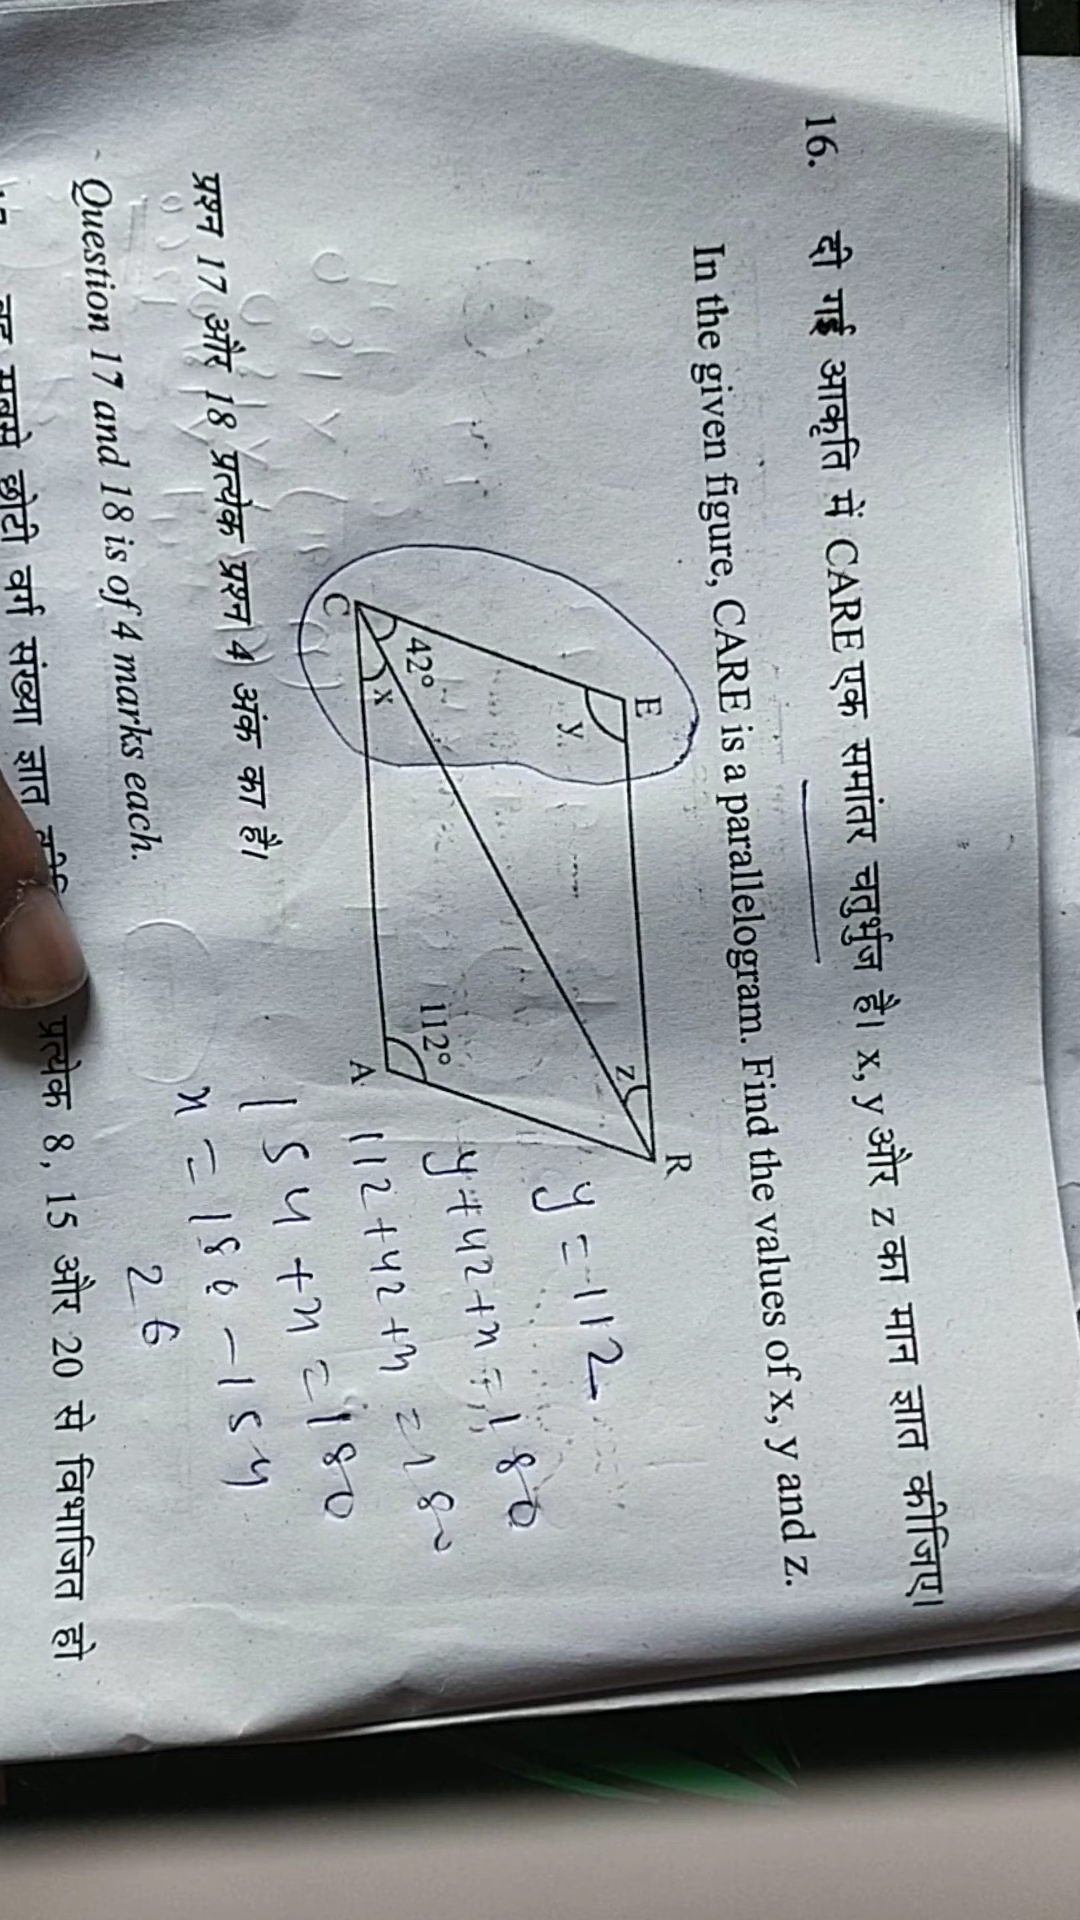 16. दी गई आकृति में CARE एक समांतर चतुर्भुज है। x, y और z का मान ज्ञात कीजिए।
In the given figure, CARE is a parallelogram. Find the values of x, y and z.
E
R
y
z
42°
x
112°
C
A
y = 112
y + 42 + x = 180
112 + 42 + x = 180
154 + x = 180
x = 180 - 154
26
प्रश्न 17 और 18 प्रत्येक प्रश्न 4 अंक का है।
Question 17 and 18 is of 4 marks each.
सबसे छोटी वर्ग संख्या ज्ञात प्रत्येक 8, 15 और 20 से विभाजित हो